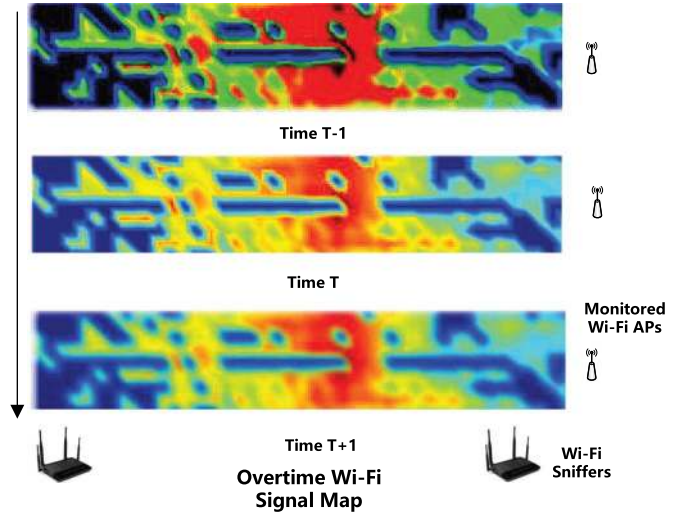 Time T-1
Time T
Monitored
Wi-Fi APs
Time T+1
Wi-Fi
Sniffers
Overtime Wi-Fi
Signal Map